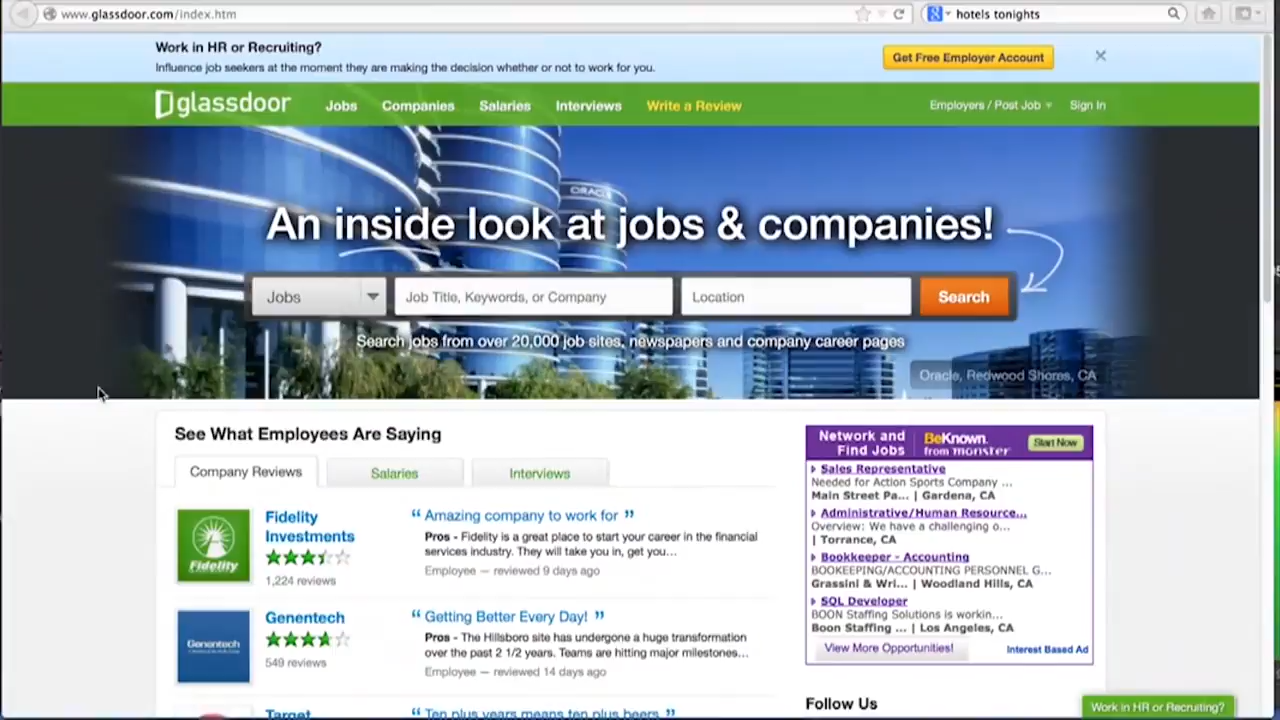 www.glassdoor.com/index.htm
hotels tonights
Work in HR or Recruiting?
Influence job seekers at the moment they are making the decision whether or not to work for you.
Get Free Employer Account
glassdoor
Jobs
Companies
Salaries
Interviews
Write a Review
Employers / Post Job
Sign In
ORACLE
An inside look at jobs & companies!
Jobs
Job Title, Keywords, or Company
Location
Search
Search jobs from over 20,000 job sites, newspapers and company career pages
Oracle, Redwood Shores, CA
See What Employees Are Saying
Company Reviews
Salaries
Interviews
Fidelity
Fidelity
Investments
1,224 reviews
“ Amazing company to work for ”
Pros - Fidelity is a great place to start your career in the financial
services industry. They will take you in, get you...
Employee — reviewed 9 days ago
Genentech
Genentech
549 reviews
“ Getting Better Every Day! ”
Pros - The Hillsboro site has undergone a huge transformation
over the past 2 1/2 years. Teams are hitting major milestones...
Employee — reviewed 14 days ago
Target
“ Ten plus years means ten plus beers ”
Network and
Find Jobs
BeKnown
from monster
Start Now
Sales Representative
Needed for Action Sports Company ...
Main Street Pa... | Gardena, CA
Administrative/Human Resource...
Overview: We have a challenging o...
| Torrance, CA
Bookkeeper - Accounting
BOOKEEPING/ACCOUNTING PERSONNEL G...
Grassini & Wri... | Woodland Hills, CA
SQL Developer
BOON Staffing Solutions is workin...
Boon Staffing ... | Los Angeles, CA
View More Opportunities!
Interest Based Ad
Follow Us
Work in HR or Recruiting?